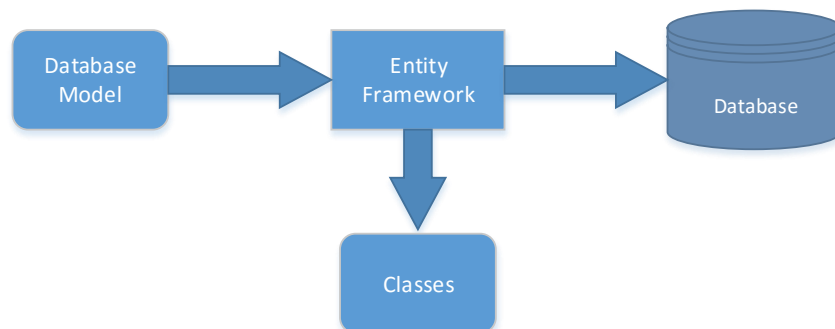 Database
Model
Entity
Framework
Database
Classes